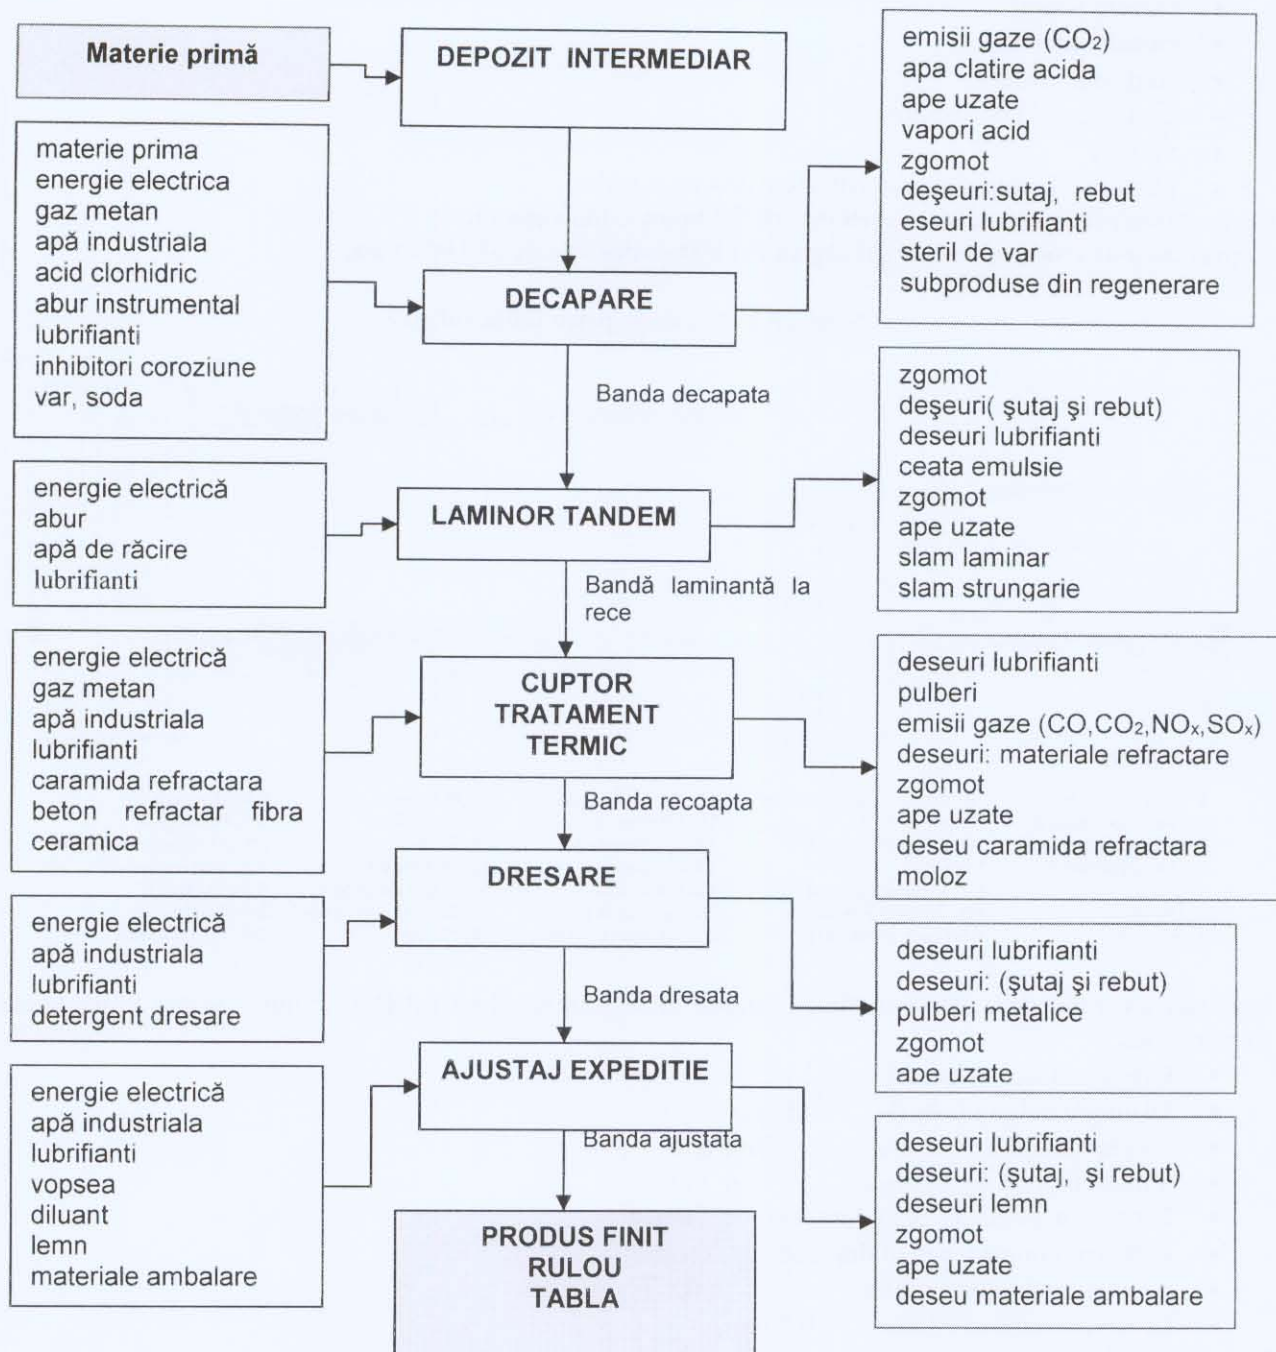 Materie primă
DEPOZIT INTERMEDIAR
emisii gaze (CO₂)
apa clatire acida
ape uzate
vapori acid
zgomot
deşeuri:sutaj, rebut
eseuri lubrifianti
steril de var
subproduse din regenerare
materie prima
energie electrica
gaz metan
apă industriala
acid clorhidric
abur instrumental
lubrifianti
inhibitori coroziune
var, soda
DECAPARE
Banda decapata
zgomot
deşeuri( şutaj şi rebut)
deseuri lubrifianti
ceata emulsie
zgomot
ape uzate
slam laminar
slam strungarie
energie electrică
abur
apă de răcire
lubrifianti
LAMINOR TANDEM
Bandă laminantă la
rece
energie electrică
gaz metan
apă industriala
lubrifianti
caramida refractara
beton refractar fibra
ceramica
CUPTOR
TRATAMENT
TERMIC
deseuri lubrifianti
pulberi
emisii gaze (CO,CO₂,NOₓ,SOₓ)
deseuri: materiale refractare
zgomot
ape uzate
deseu caramida refractara
moloz
Banda recoapta
DRESARE
energie electrică
apă industriala
lubrifianti
detergent dresare
Banda dresata
deseuri lubrifianti
deseuri: (şutaj şi rebut)
pulberi metalice
zgomot
ape uzate
AJUSTAJ EXPEDITIE
energie electrică
apă industriala
lubrifianti
vopsea
diluant
lemn
materiale ambalare
Banda ajustata
deseuri lubrifianti
deseuri: (şutaj, şi rebut)
deseuri lemn
zgomot
ape uzate
deseu materiale ambalare
PRODUS FINIT
RULOU
TABLA